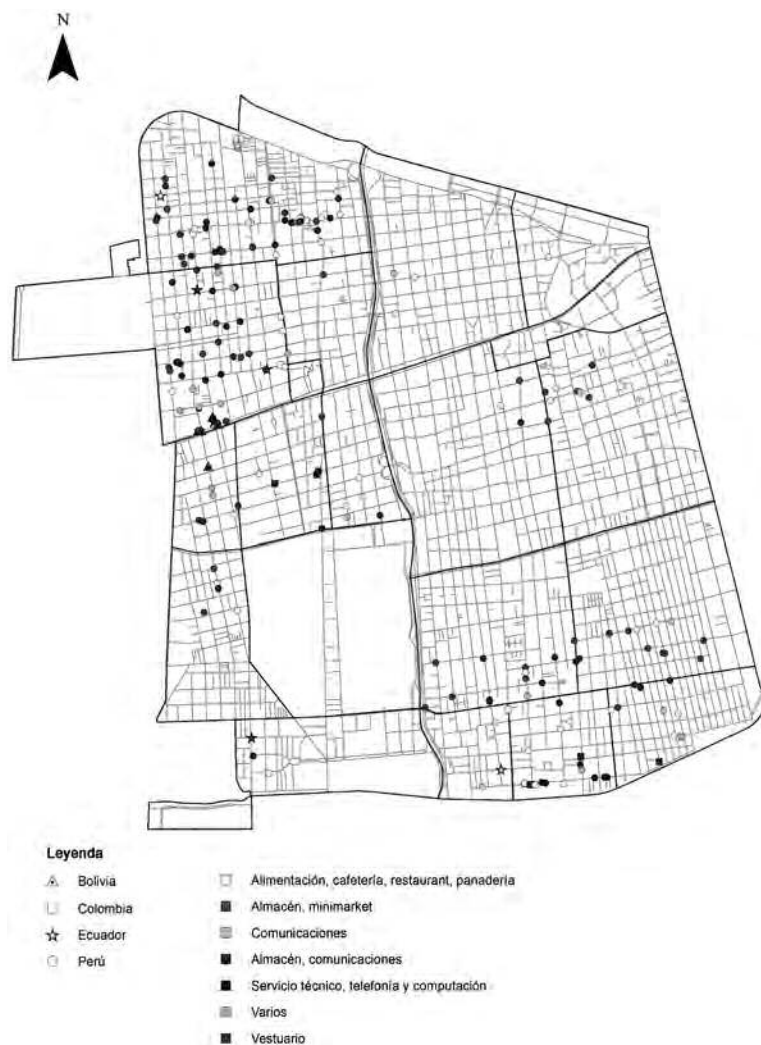 N
Leyenda
Bolivia
Colombia
Ecuador
Perú
Alimentación, cafetería, restaurant, panadería
Almacén, minimarket
Comunicaciones
Almacén, comunicaciones
Servicio técnico, telefonía y computación
Varios
Vestuario